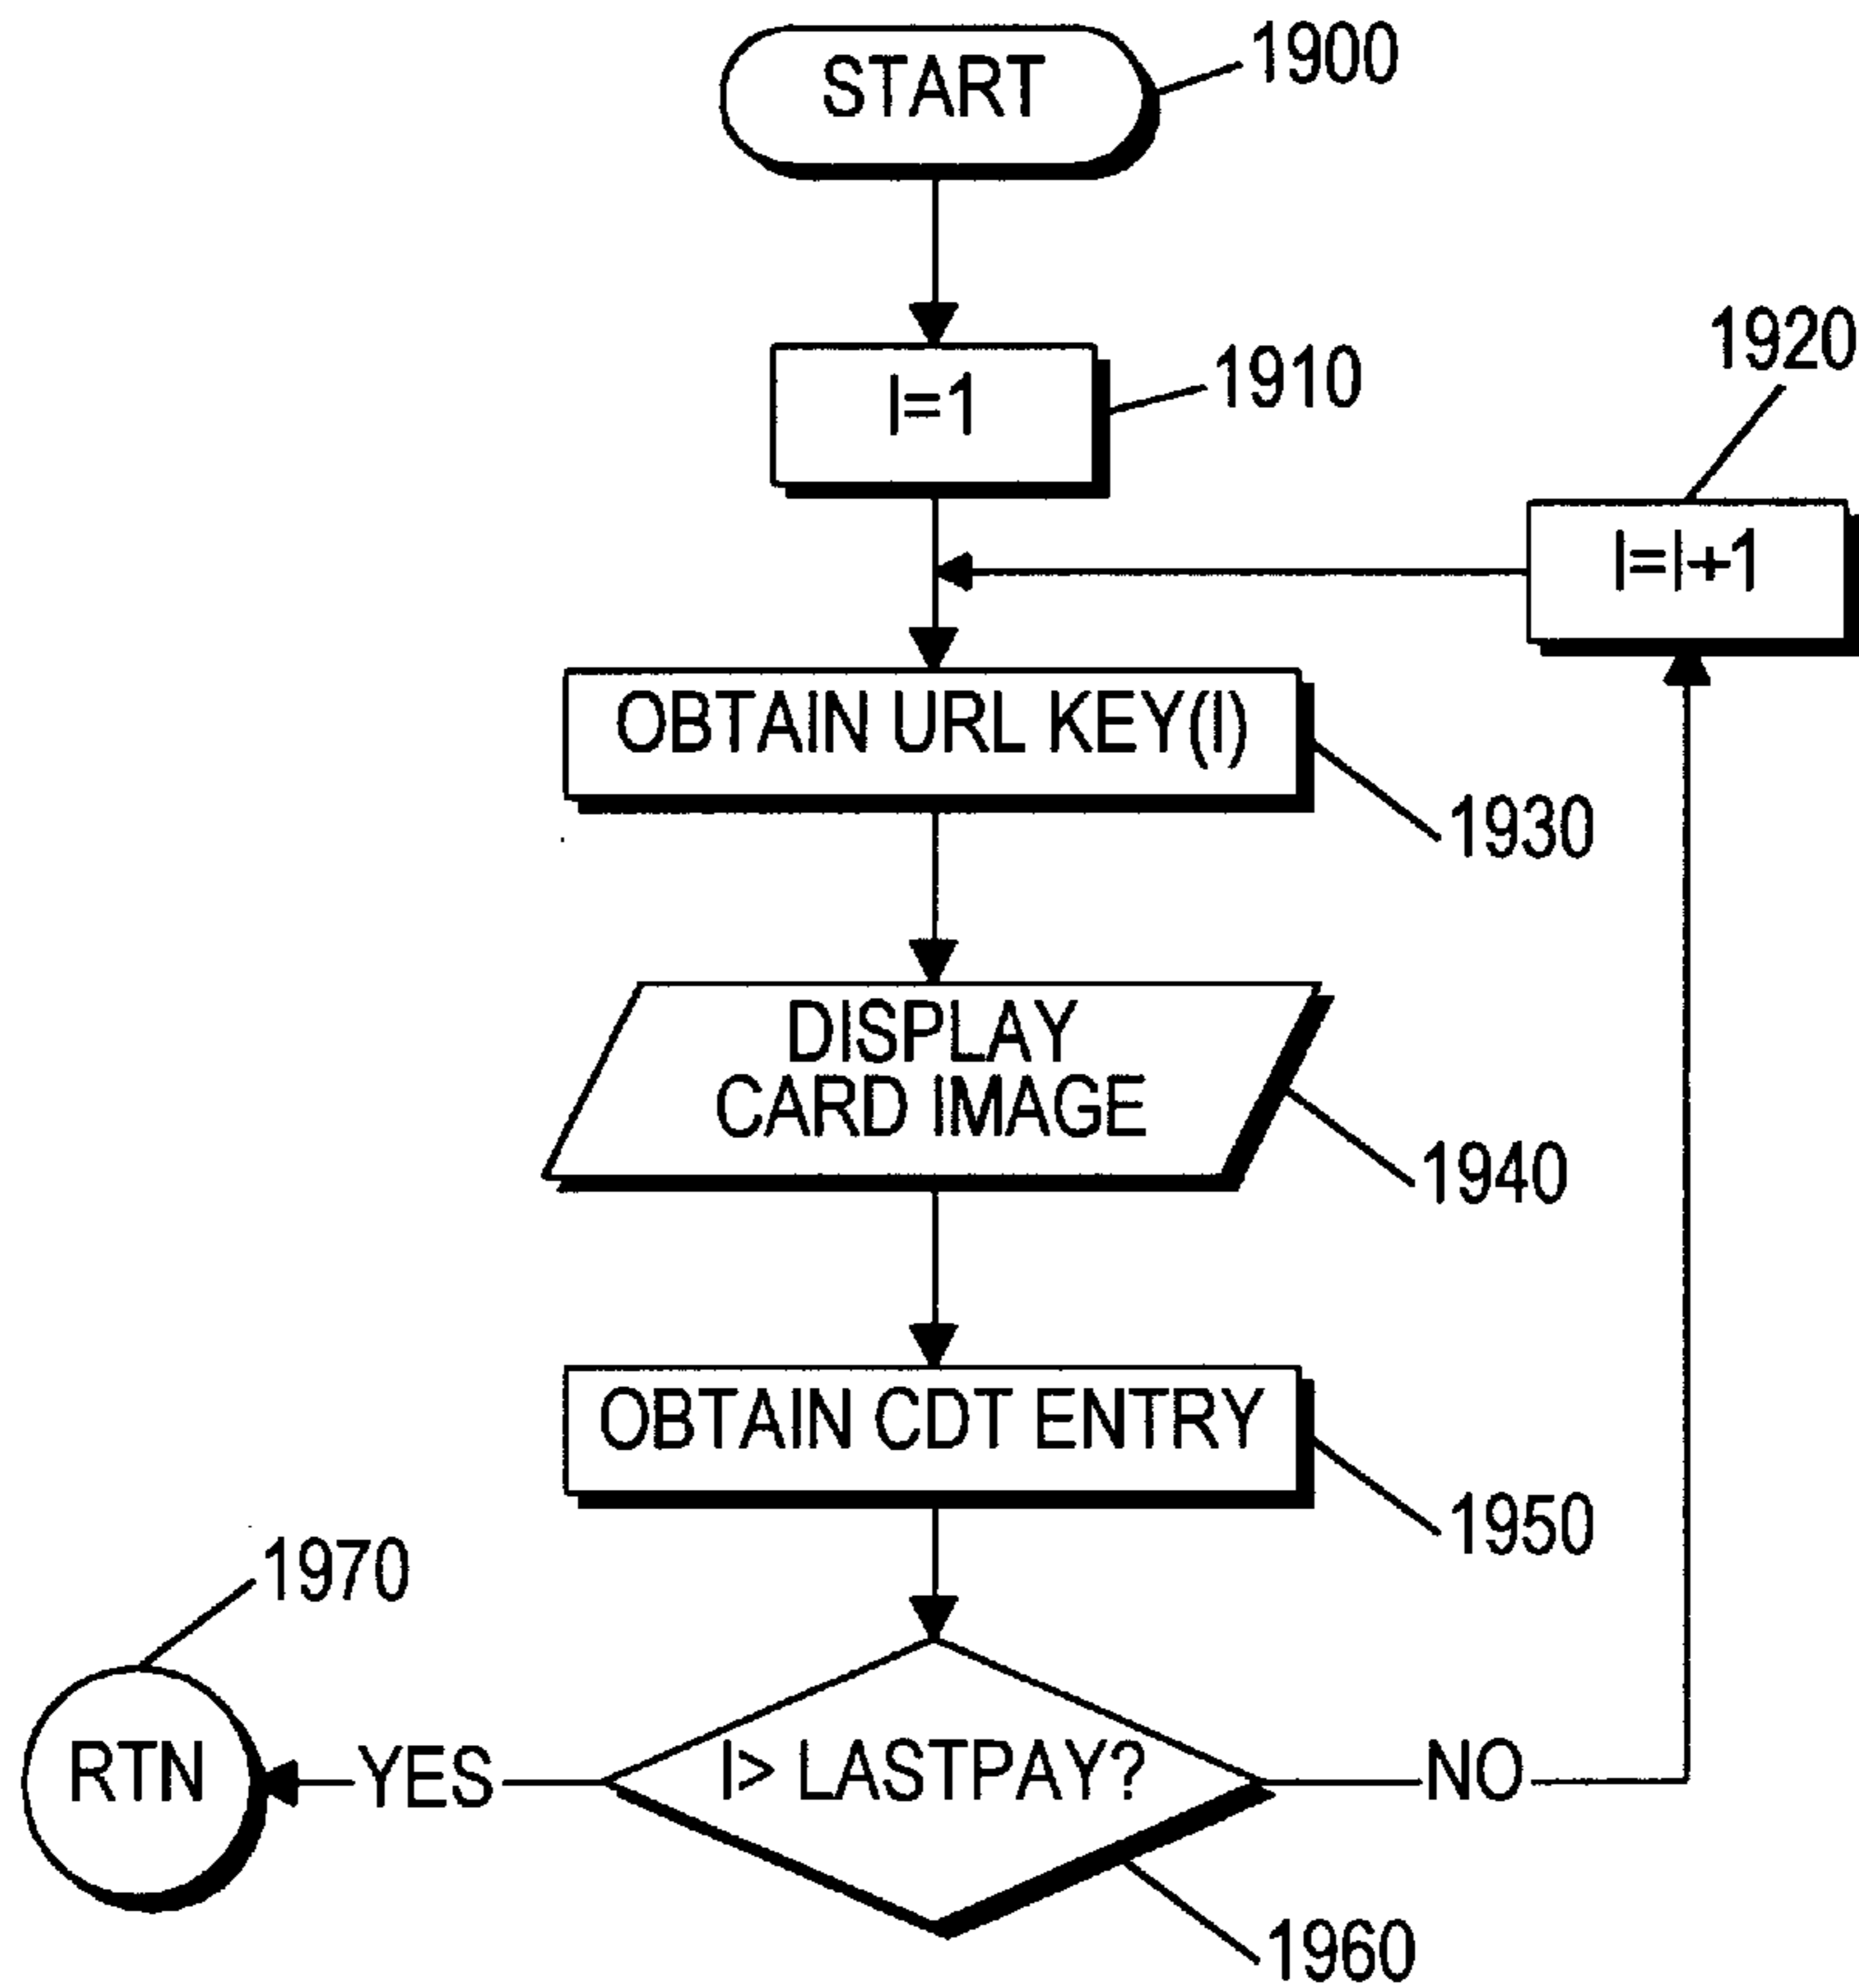 START
1900
I=1
1910
1920
I=I+1
OBTAIN URL KEY(I)
1930
DISPLAY
CARD IMAGE
1940
OBTAIN CDT ENTRY
1950
1970
RTN
YES
I> LASTPAY?
NO
1960